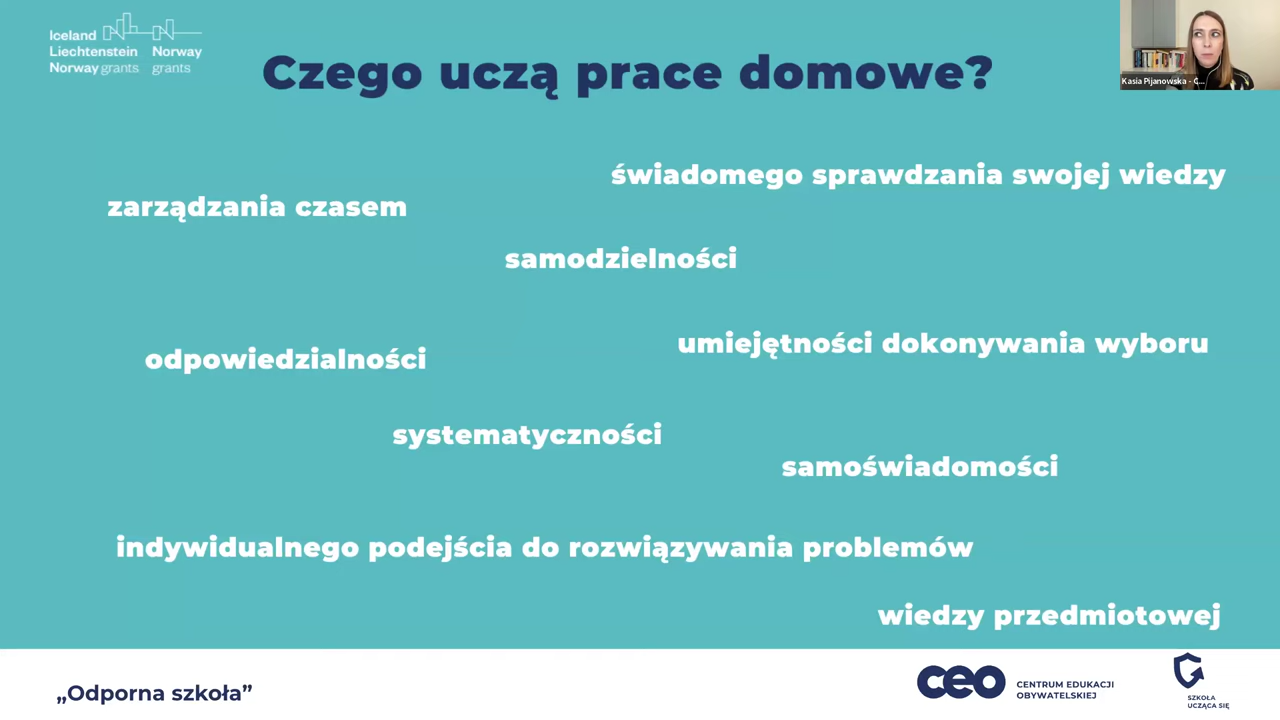 Iceland
Liechtenstein Norway
Norway grants grants
Czego uczą prace domowe?
Kasia Pijanowska - C...
świadomego sprawdzania swojej wiedzy
zarządzania czasem
samodzielności
umiejętności dokonywania wyboru
odpowiedzialności
systematyczności
samoświadomości
indywidualnego podejścia do rozwiązywania problemów
wiedzy przedmiotowej
„Odporna szkoła”
ceo CENTRUM EDUKACJI
OBYWATELSKIEJ
SZKOŁA
UCZĄCA SIĘ